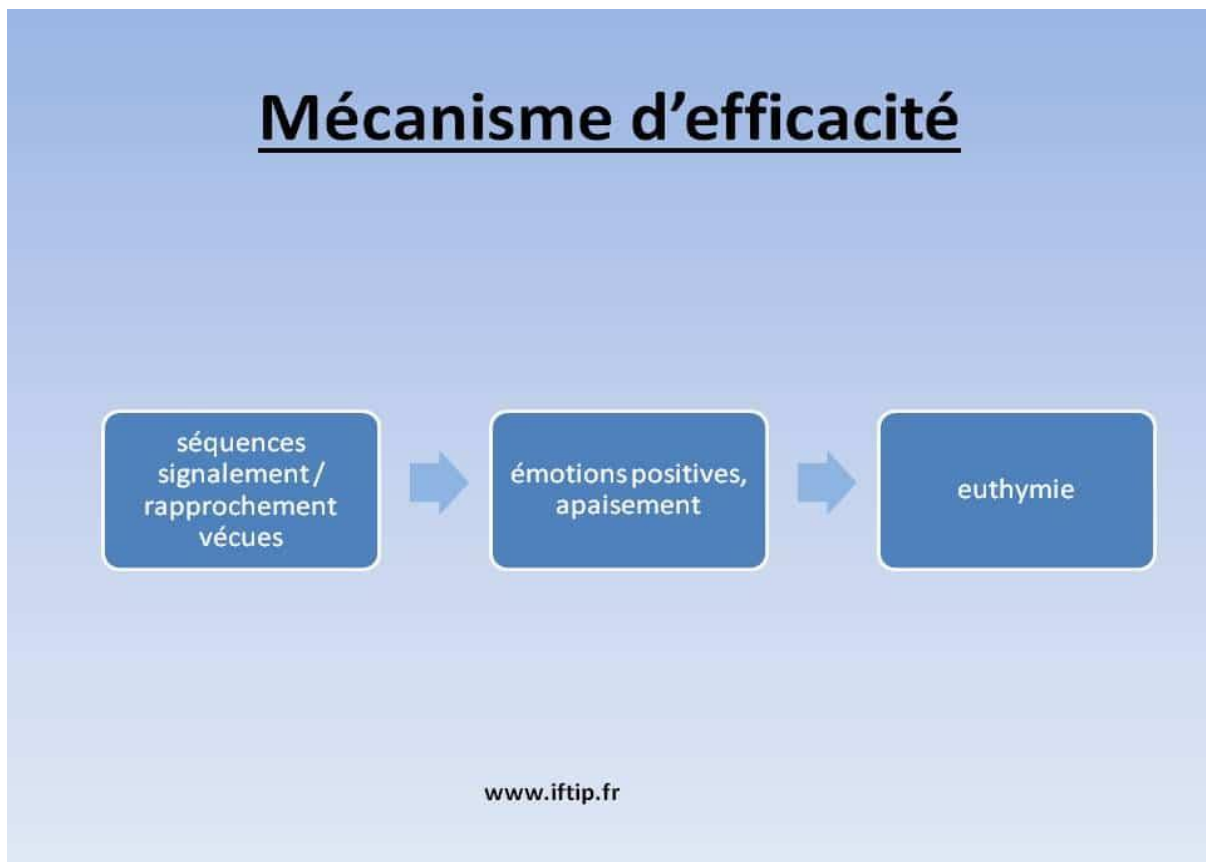 Mécanisme d’efficacité
séquences
signalement /
rapprochement
vécues
émotions positives,
apaisement
euthymie
www.iftip.fr